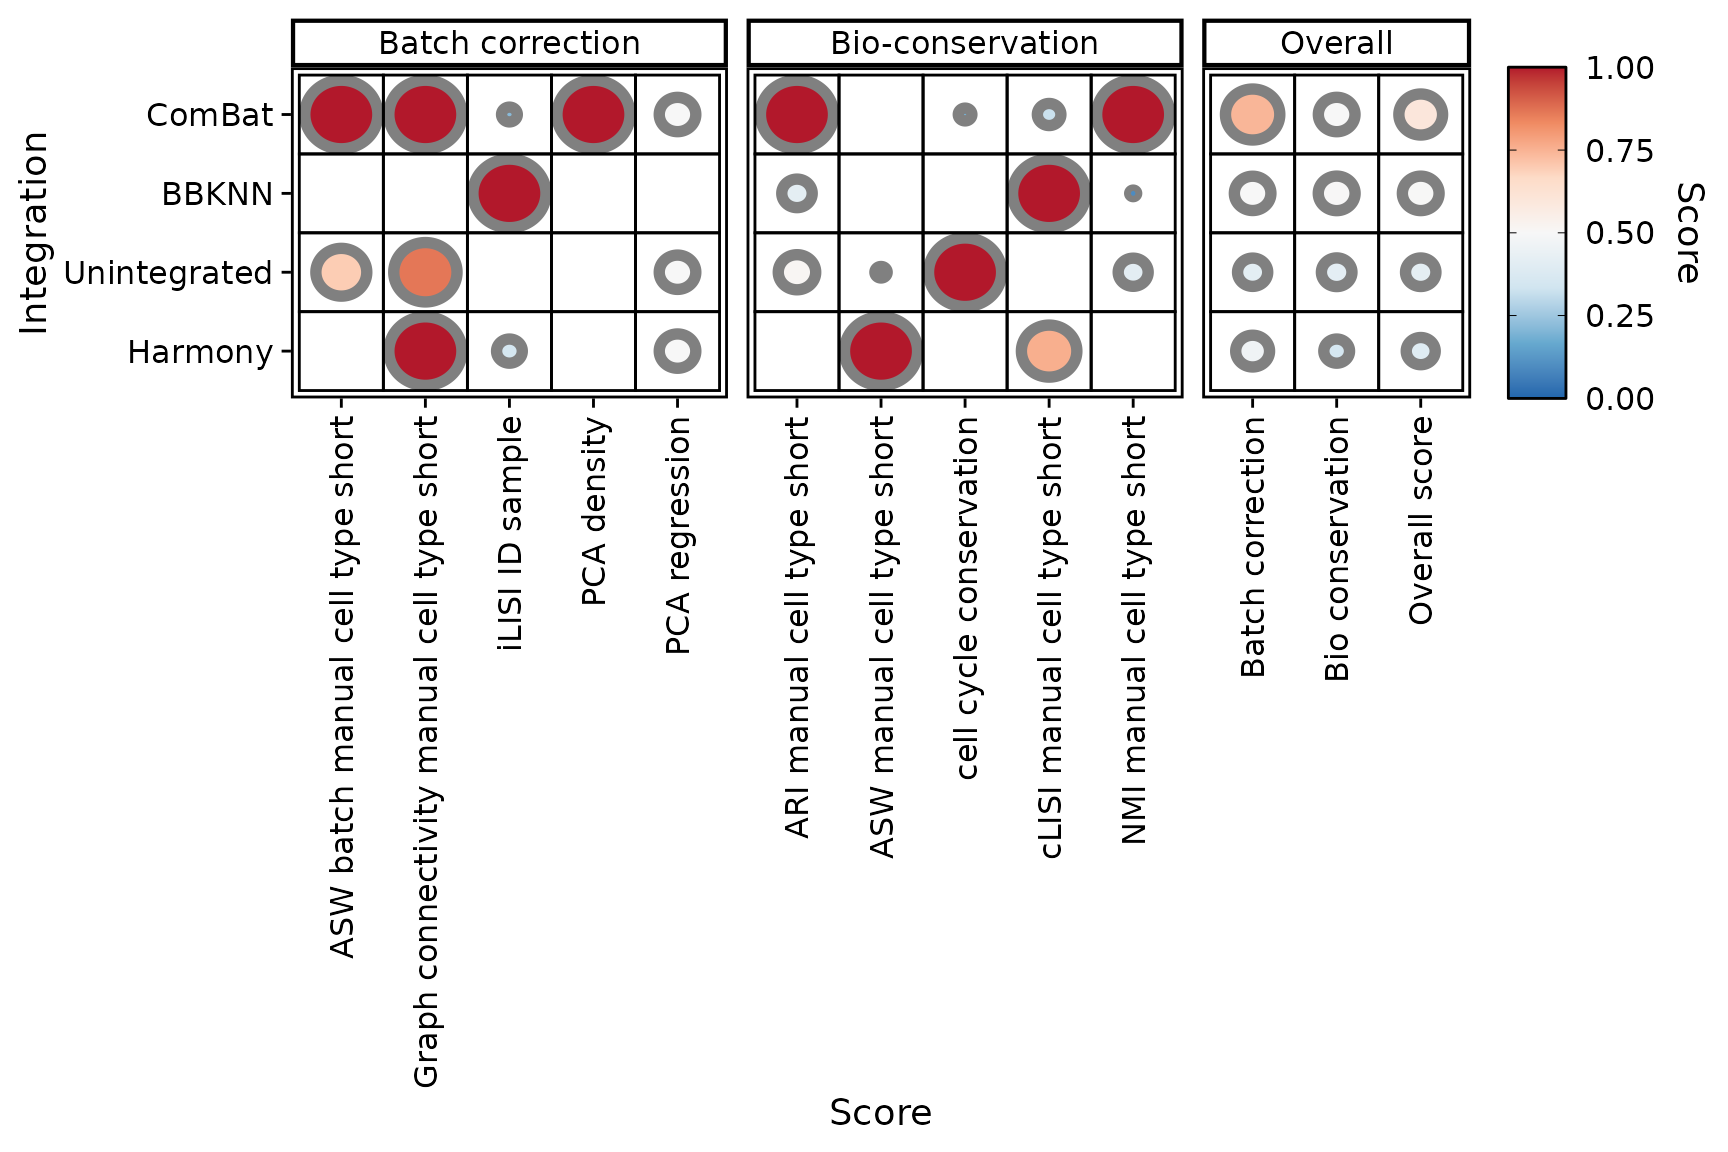 Batch correction
Bio-conservation
Overall
Integration
ComBat
BBKNN
Unintegrated
Harmony
ASW batch manual cell type short
Graph connectivity manual cell type short
iLISI ID sample
PCA density
PCA regression
ARI manual cell type short
ASW manual cell type short
cell cycle conservation
cLISI manual cell type short
NMI manual cell type short
Batch correction
Bio conservation
Overall score
Score
1.00
0.75
0.50
0.25
0.00
Score